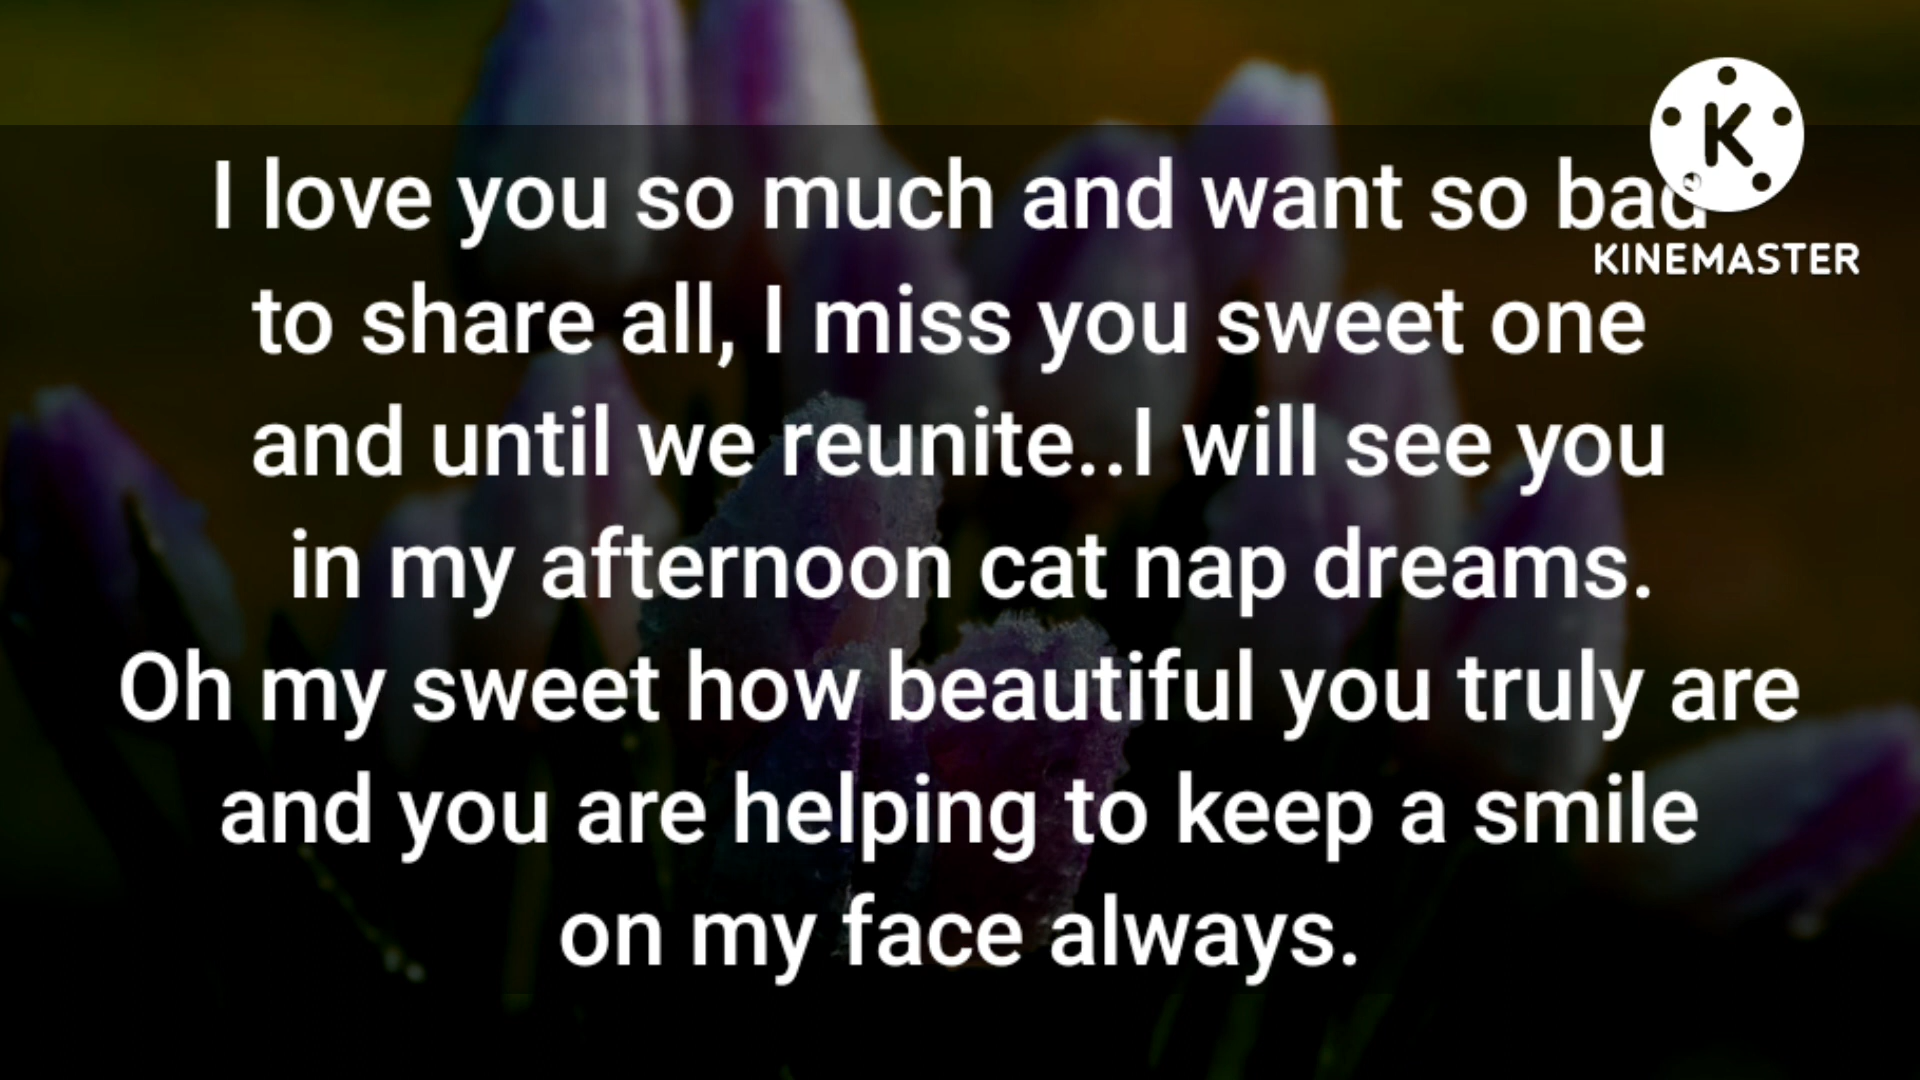 I love you so much and want so bad
to share all, I miss you sweet one
and until we reunite..I will see you
in my afternoon cat nap dreams.
Oh my sweet how beautiful you truly are
and you are helping to keep a smile
on my face always.
K
KINEMASTER